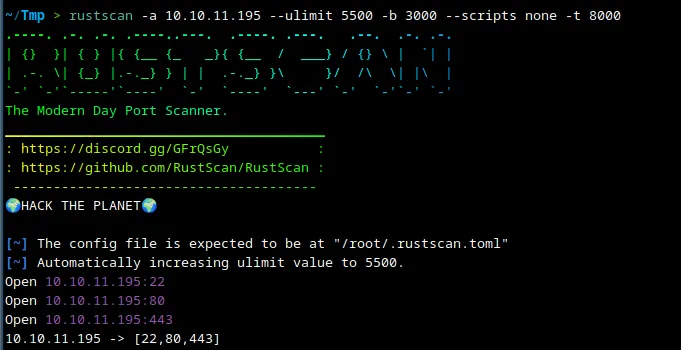 ~/Tmp > rustscan -a 10.10.11.195 --ulimit 5500 -b 3000 --scripts none -t 8000
.----. .-. .-. .----..---.  .----. .---.   .--.  .-. .-.
| {}  }| { } |{ {__ {_   _}{ {__  /  ___} / {} \ |  `| |
| .-. \| {_} |.-._} } | |  .-._} }\     }/  /\  \| |\  |
`-' `-'`-----'`----'  `-'  `----'  `---' `-'  `-'`-' `-'
The Modern Day Port Scanner.
________________________________________
: https://discord.gg/GFrQsGy           :
: https://github.com/RustScan/RustScan :
 --------------------------------------
🌍HACK THE PLANET🌍
[~] The config file is expected to be at "/root/.rustscan.toml"
[~] Automatically increasing ulimit value to 5500.
Open 10.10.11.195:22
Open 10.10.11.195:80
Open 10.10.11.195:443
10.10.11.195 -> [22,80,443]